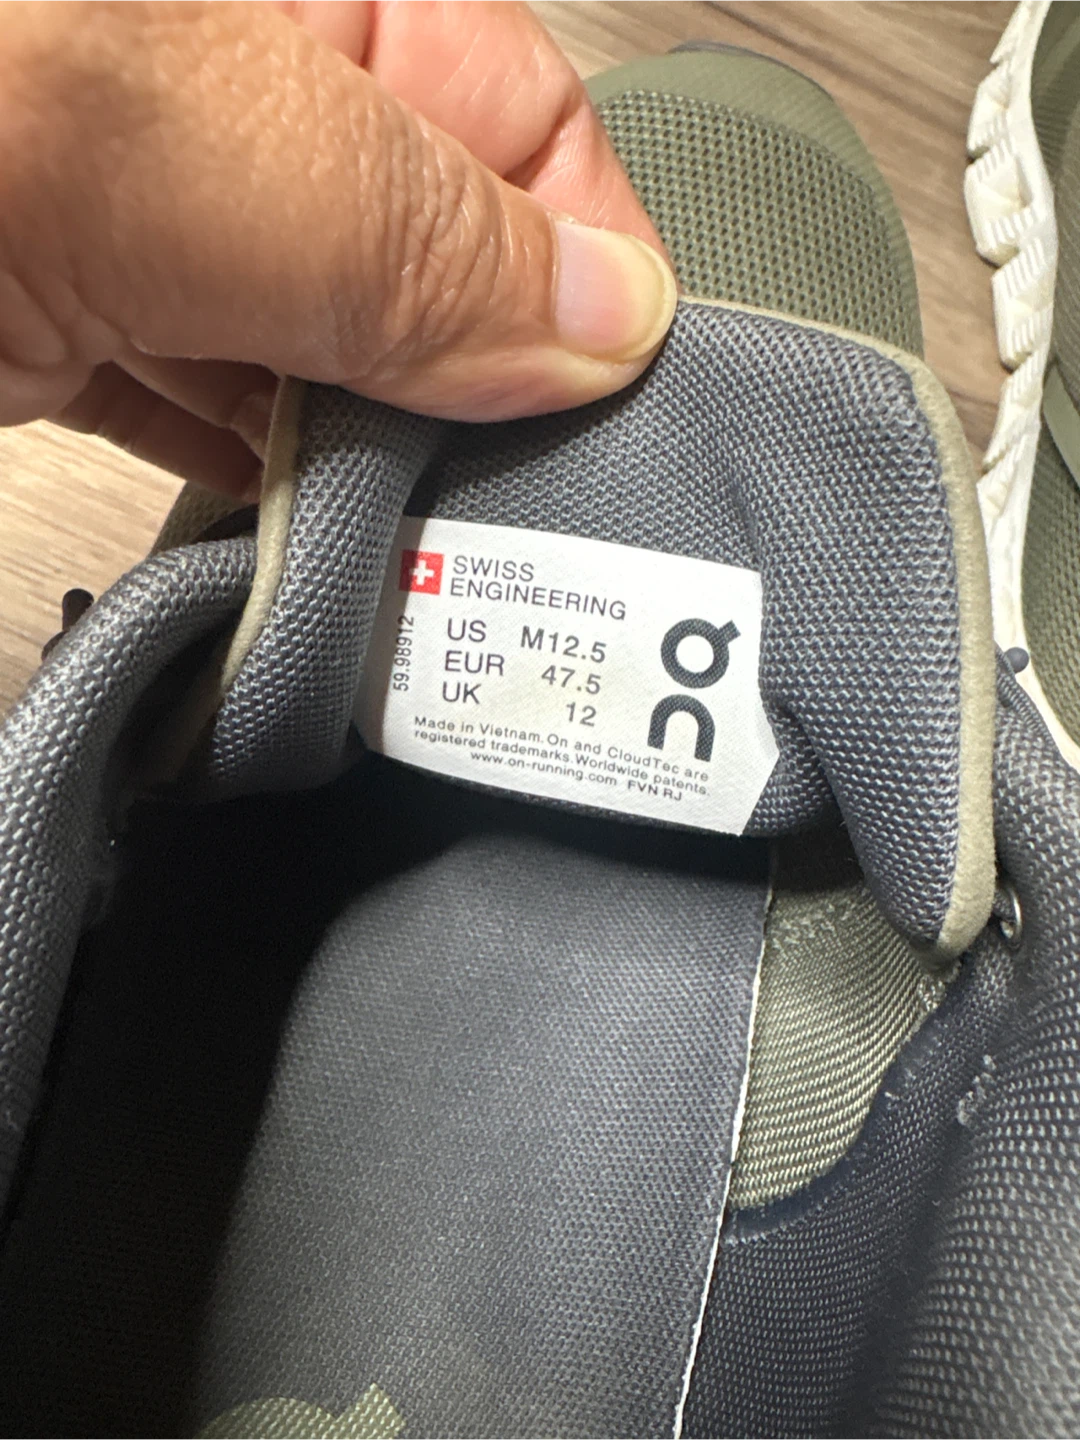 SWISS
ENGINEERING
US M12.5
EUR 47.5
UK 12
59.98912
On
Made in Vietnam. On and CloudTec are
registered trademarks. Worldwide patents.
www.on-running.com FVN RJ